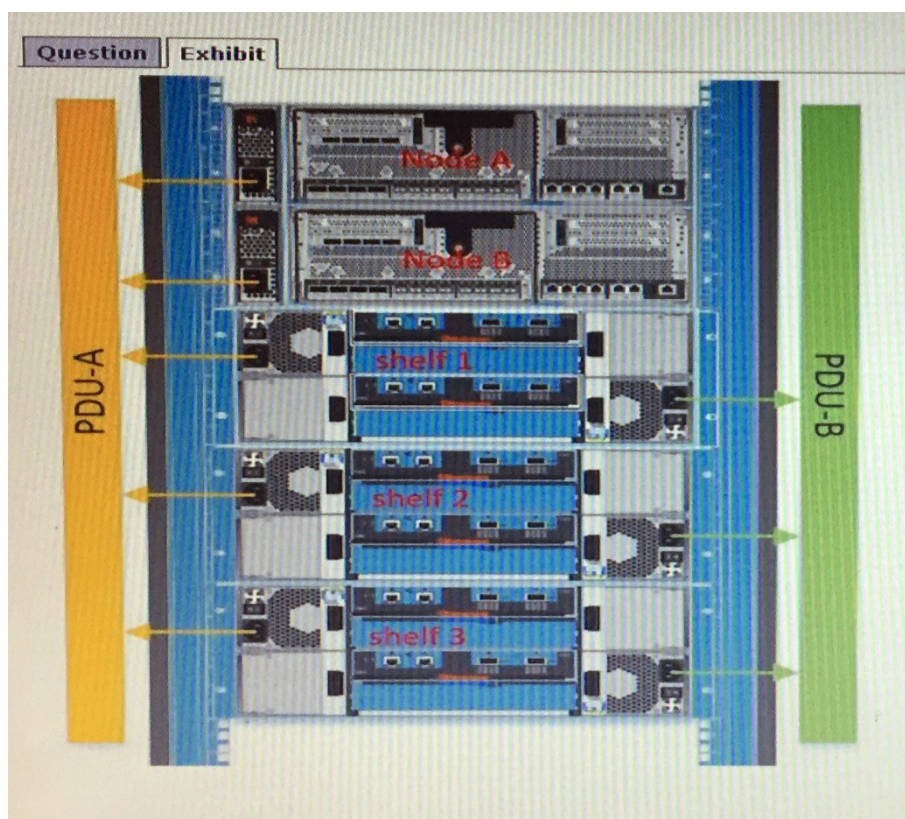 Question Exhibit
Node A
Node B
PDU-A
PDU-B
shelf 1
shelf 2
shelf 3